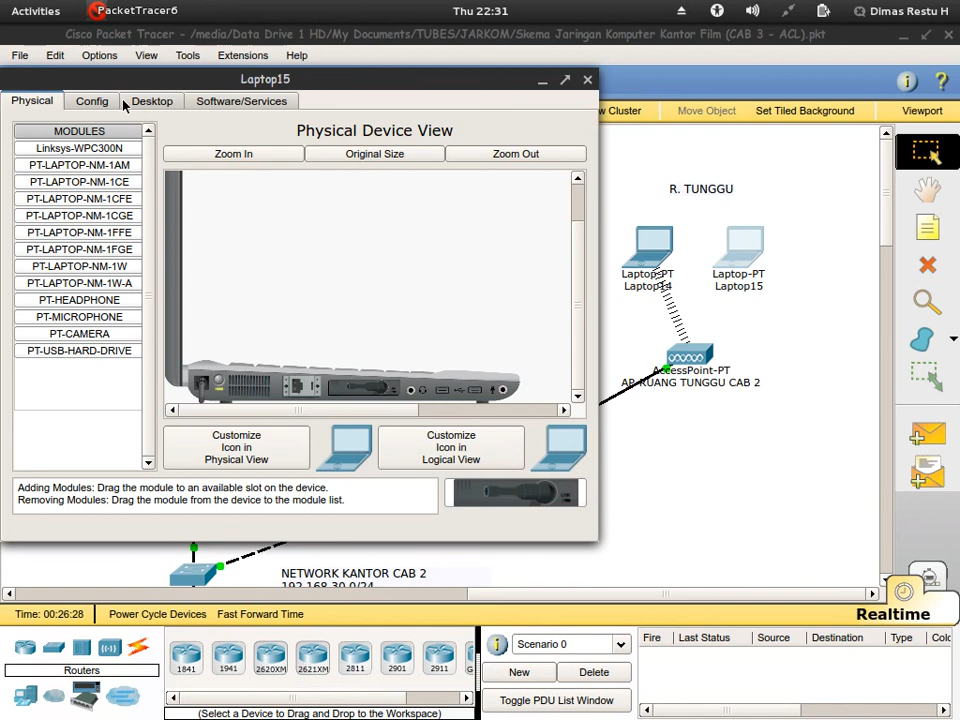 Activities PacketTracer6 Thu 22:31 Dimas Restu H
Cisco Packet Tracer - /media/Data Drive 1 HD/My Documents/TUBES/JARKOM/Skema Jaringan Komputer Kantor Film (CAB 3 - ACL).pkt
File Edit Options View Tools Extensions Help
Laptop15
Physical Config Desktop Software/Services
New Cluster Move Object Set Tiled Background Viewport
MODULES
Linksys-WPC300N
PT-LAPTOP-NM-1AM
PT-LAPTOP-NM-1CE
PT-LAPTOP-NM-1CFE
PT-LAPTOP-NM-1CGE
PT-LAPTOP-NM-1FFE
PT-LAPTOP-NM-1FGE
PT-LAPTOP-NM-1W
PT-LAPTOP-NM-1W-A
PT-HEADPHONE
PT-MICROPHONE
PT-CAMERA
PT-USB-HARD-DRIVE
Physical Device View
Zoom In Original Size Zoom Out
Customize
Icon in
Physical View
Customize
Icon in
Logical View
Adding Modules: Drag the module to an available slot on the device.
Removing Modules: Drag the module from the device to the module list.
R. TUNGGU
Laptop-PT
Laptop14
Laptop-PT
Laptop15
AccessPoint-PT
AP RUANG TUNGGU CAB 2
NETWORK KANTOR CAB 2
192.168.30.0/24
Realtime
Time: 00:26:28 Power Cycle Devices Fast Forward Time
Routers
1841 1941 2620XM 2621XM 2811 2901 2911
(Select a Device to Drag and Drop to the Workspace)
Scenario 0
New Delete
Toggle PDU List Window
Fire Last Status Source Destination Type Colo